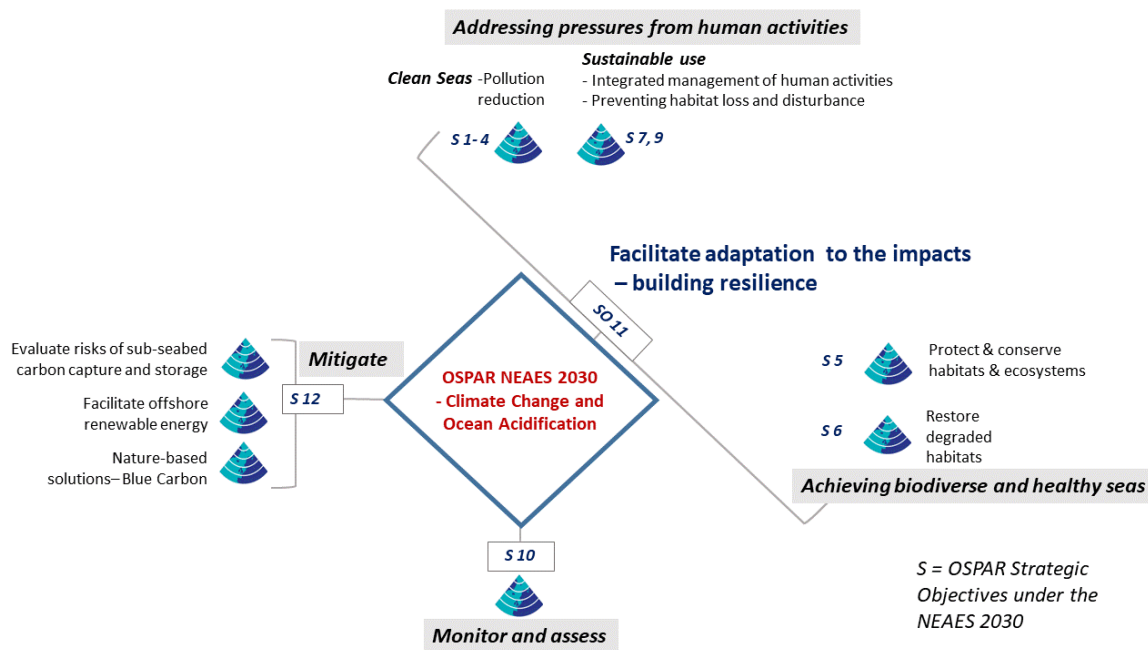 Addressing pressures from human activities
Clean Seas -Pollution
reduction
Sustainable use
- Integrated management of human activities
- Preventing habitat loss and disturbance
S 1- 4
S 7, 9
Facilitate adaptation to the impacts
– building resilience
SO 11
Mitigate
Evaluate risks of sub-seabed
carbon capture and storage
Facilitate offshore
renewable energy
Nature-based
solutions– Blue Carbon
S 12
OSPAR NEAES 2030
- Climate Change and
Ocean Acidification
S 5
Protect & conserve
habitats & ecosystems
S 6
Restore
degraded
habitats
Achieving biodiverse and healthy seas
S 10
Monitor and assess
S = OSPAR Strategic
Objectives under the
NEAES 2030